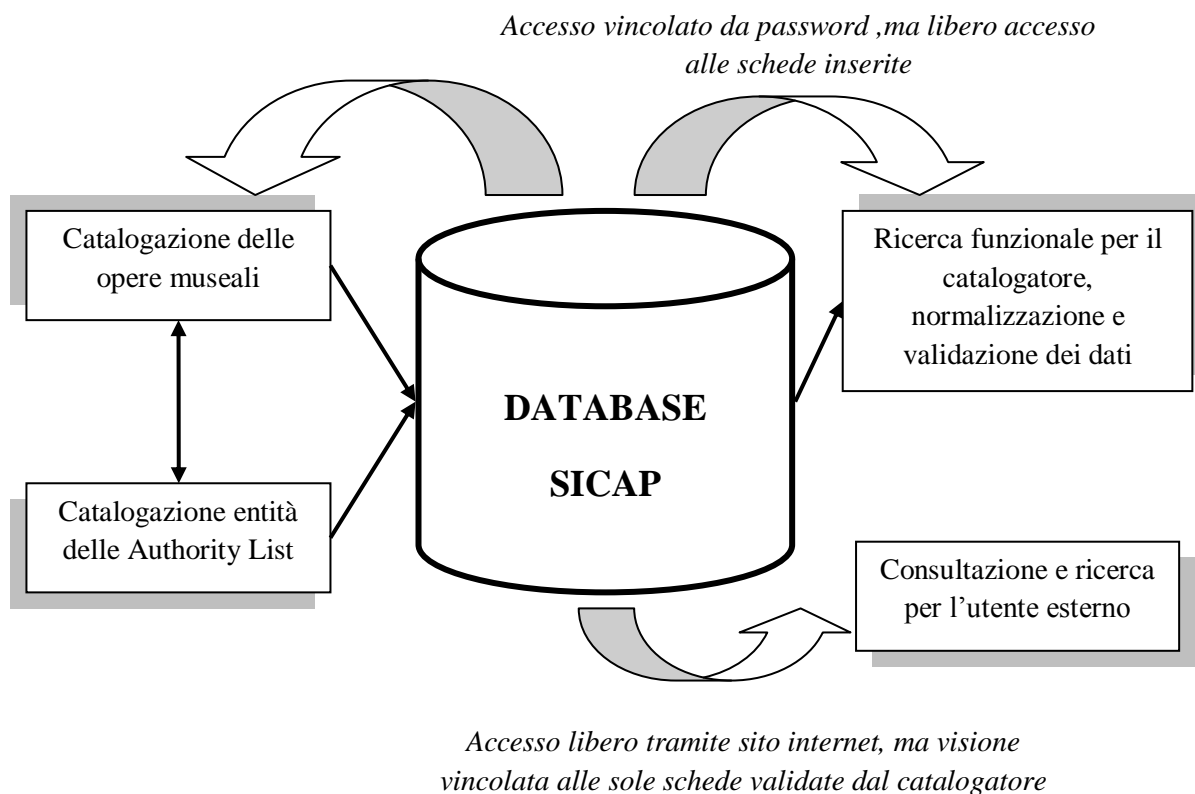 Accesso vincolato da password ,ma libero accesso
alle schede inserite
Catalogazione delle
opere museali
Ricerca funzionale per il
catalogatore,
normalizzazione e
validazione dei dati
DATABASE
SICAP
Catalogazione entità
delle Authority List
Consultazione e ricerca
per l’utente esterno
Accesso libero tramite sito internet, ma visione
vincolata alle sole schede validate dal catalogatore